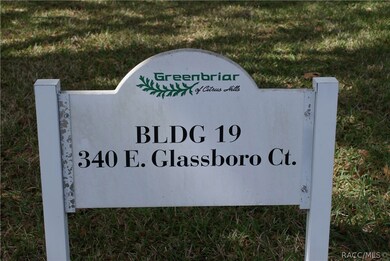 Greenbriar
of Citrus Hills
BLDG 19
340 E. Glassboro Ct.
RACC/MLS